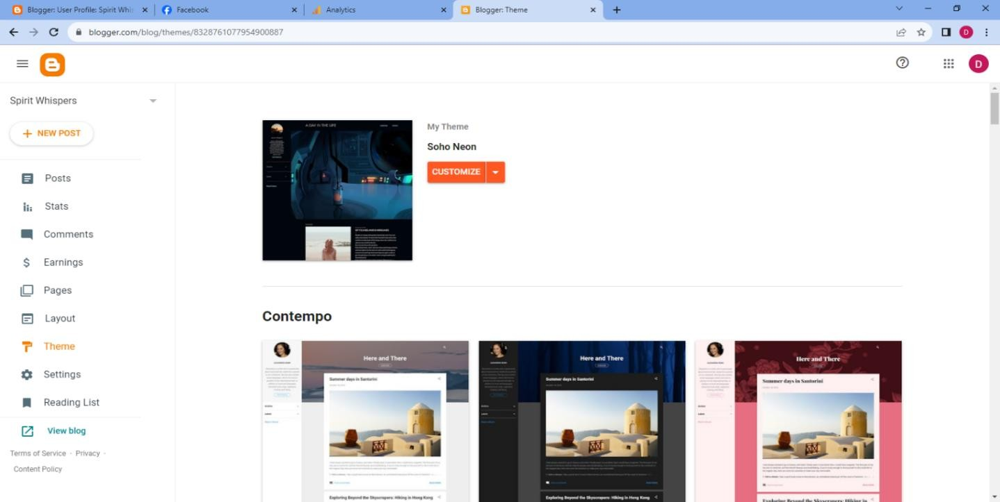 Blogger: User Profile: Spirit Whis
Facebook
Analytics
Blogger: Theme
blogger.com/blog/themes/8328761077954900887
D
D
Spirit Whispers
NEW POST
Posts
Stats
Comments
Earnings
Pages
Layout
Theme
Settings
Reading List
View blog
Terms of Service · Privacy ·
Content Policy
A DAY IN THE LIFE
My Theme
Soho Neon
CUSTOMIZE
Contempo
Here and There
Summer days in Santorini
Exploring Beyond the Skyscrapers: Hiking in Hong Kong
Here and There
Summer days in Santorini
Exploring Beyond the Skyscrapers: Hiking in Hong Kong
Here and There
Summer days in Santorini
Exploring Beyond the Skyscrapers: Hiking in